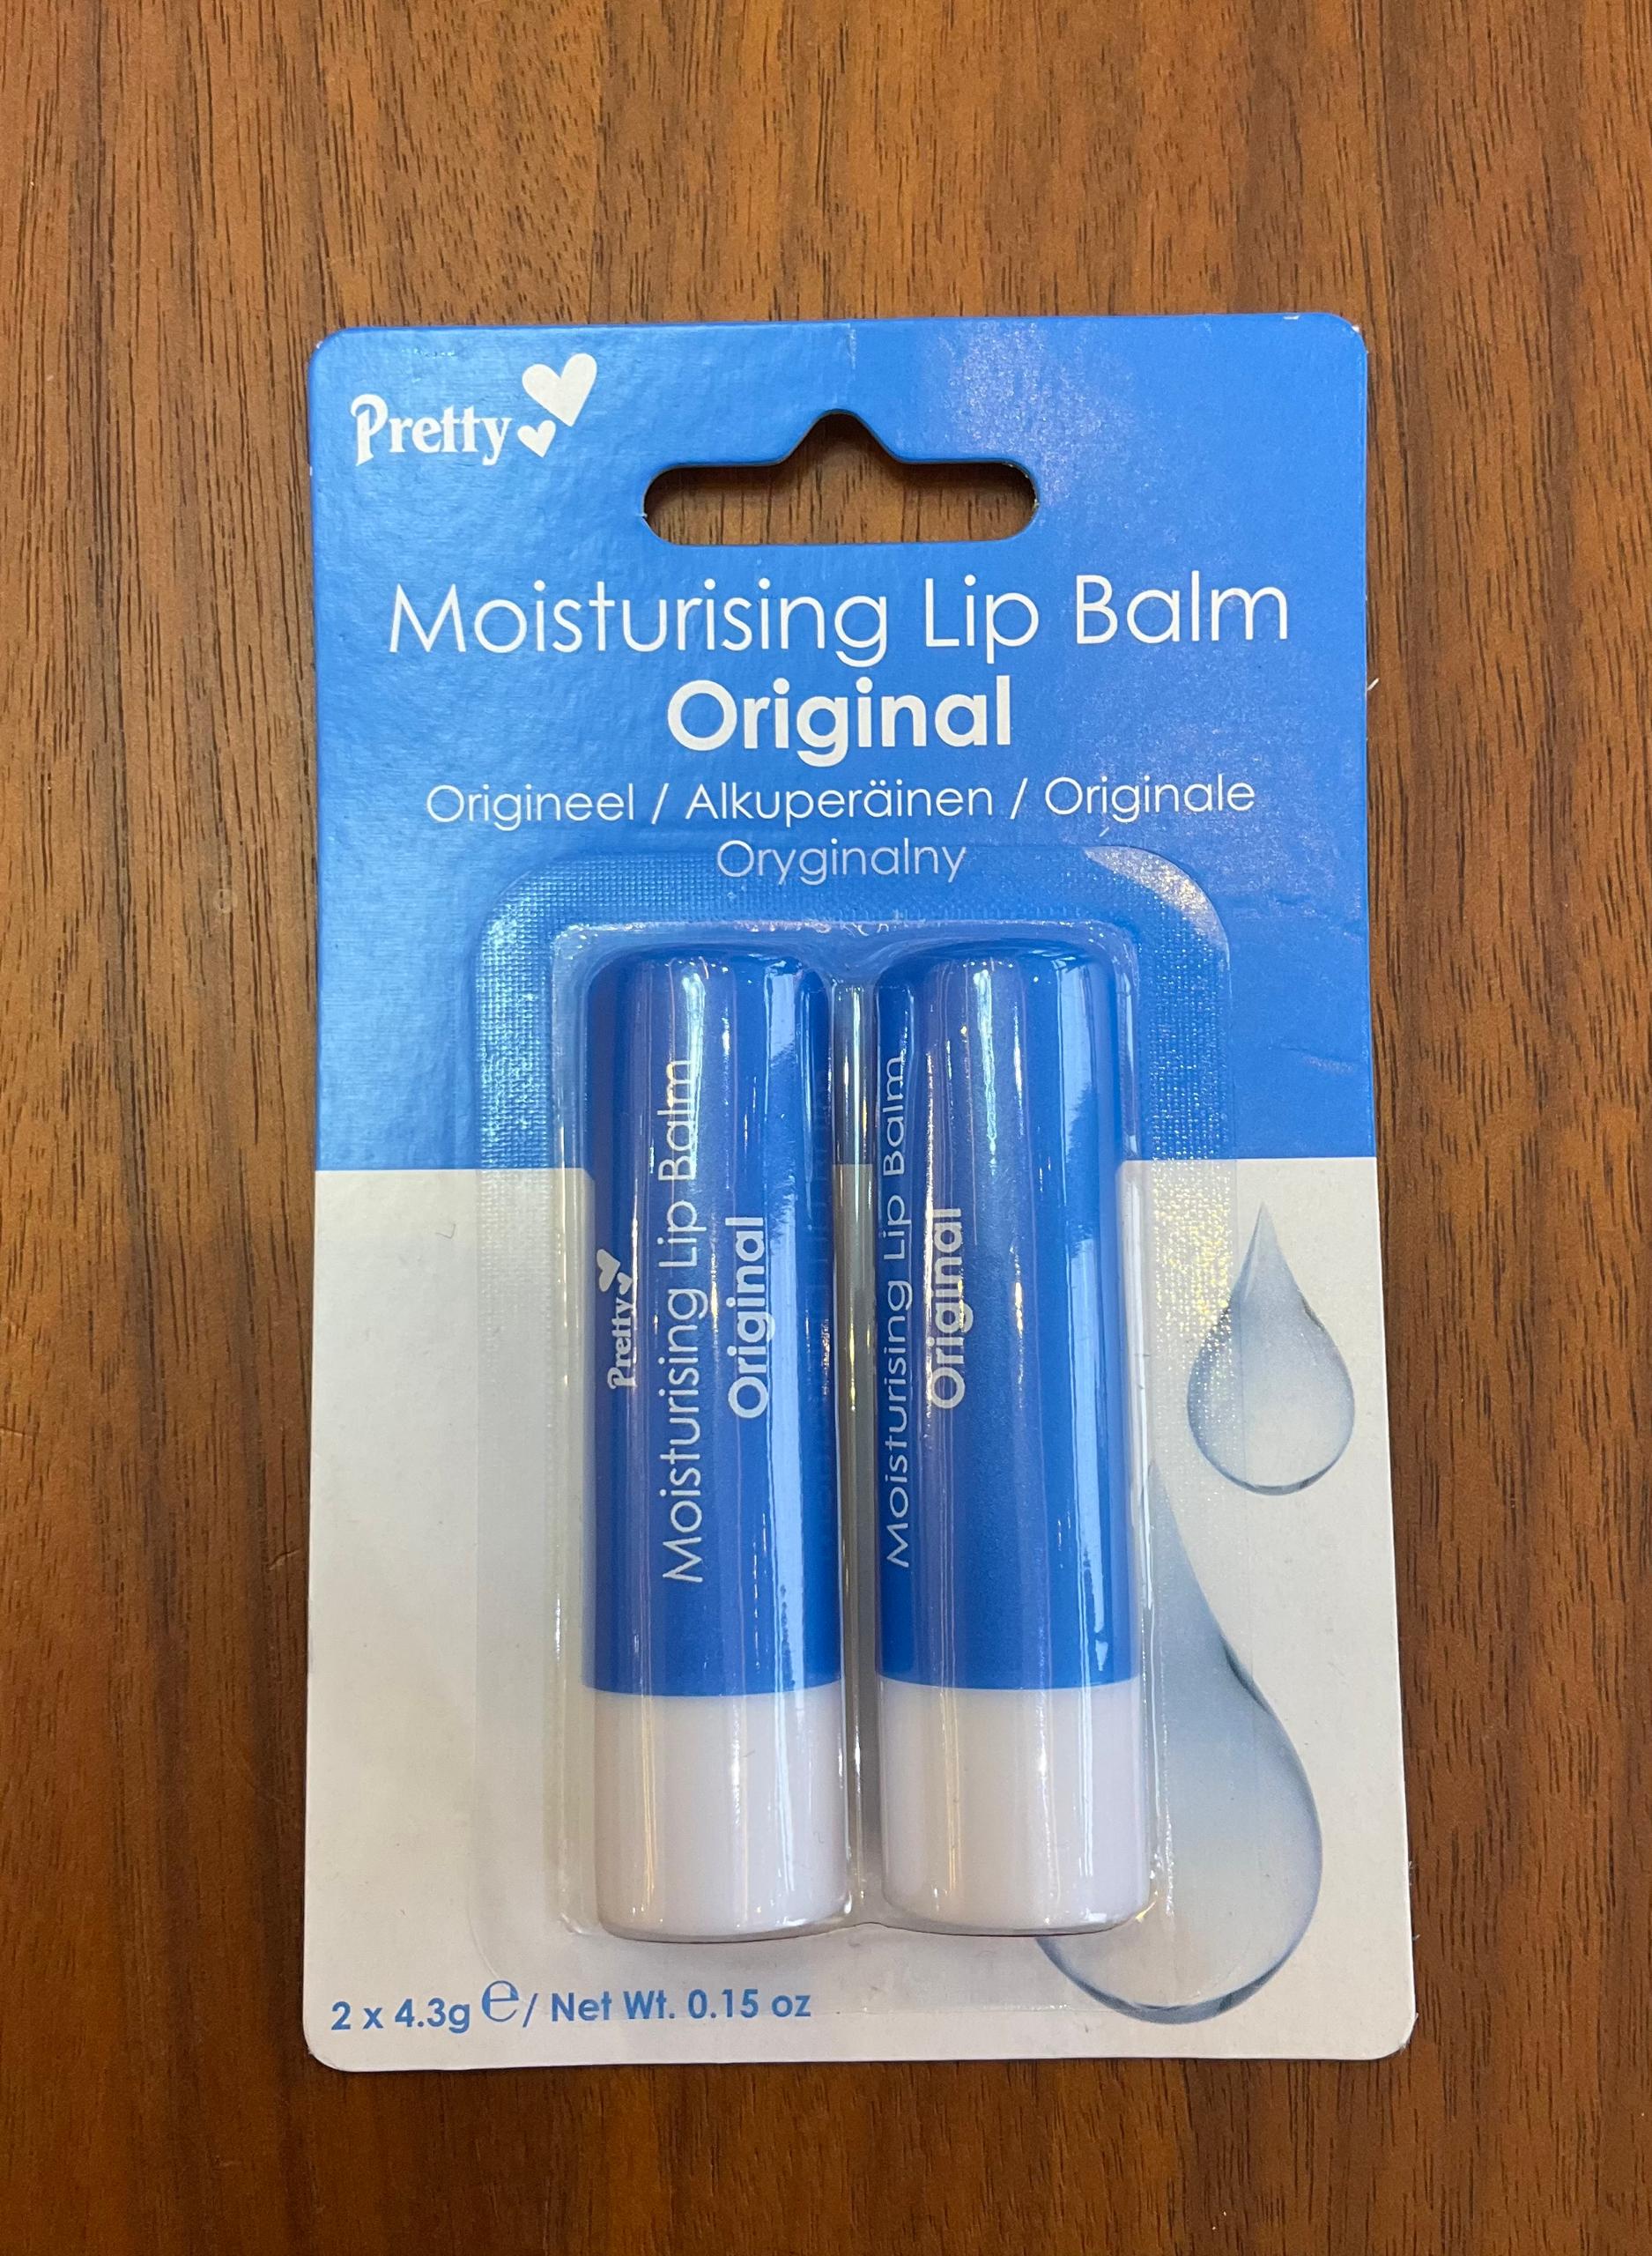 Pretty
Moisturising Lip Balm
Original
Origineel / Alkuperäinen / Originale
Oryginalny
Pretty
Moisturising Lip Balm
Original
Moisturising Lip Balm
Original
2 x 4.3g ℮/ Net Wt. 0.15 oz